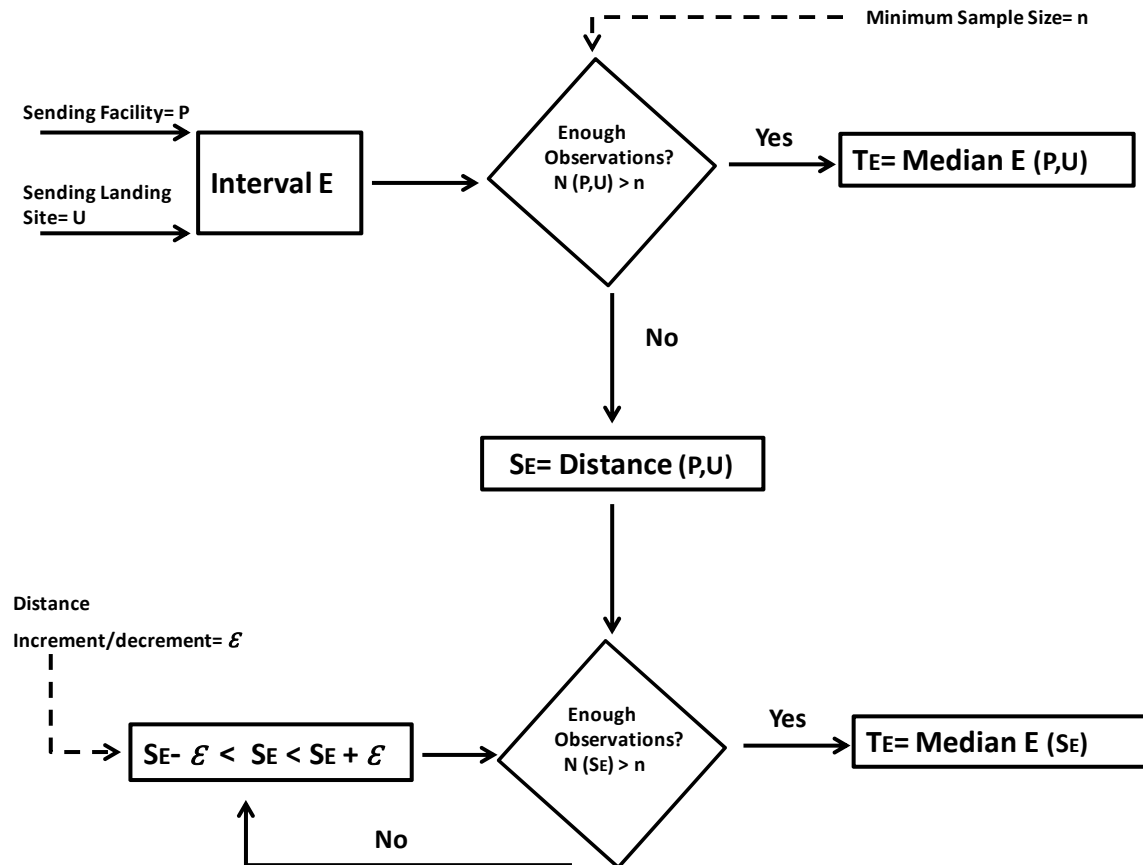 Minimum Sample Size= n
Sending Facility= P
Sending Landing
Site= U
Interval E
Enough
Observations?
N (P,U) > n
Yes
TE= Median E (P,U)
No
SE= Distance (P,U)
Distance
Increment/decrement= ℰ
SE- ℰ < SE < SE + ℰ
Enough
Observations?
N (SE) > n
Yes
TE= Median E (SE)
No